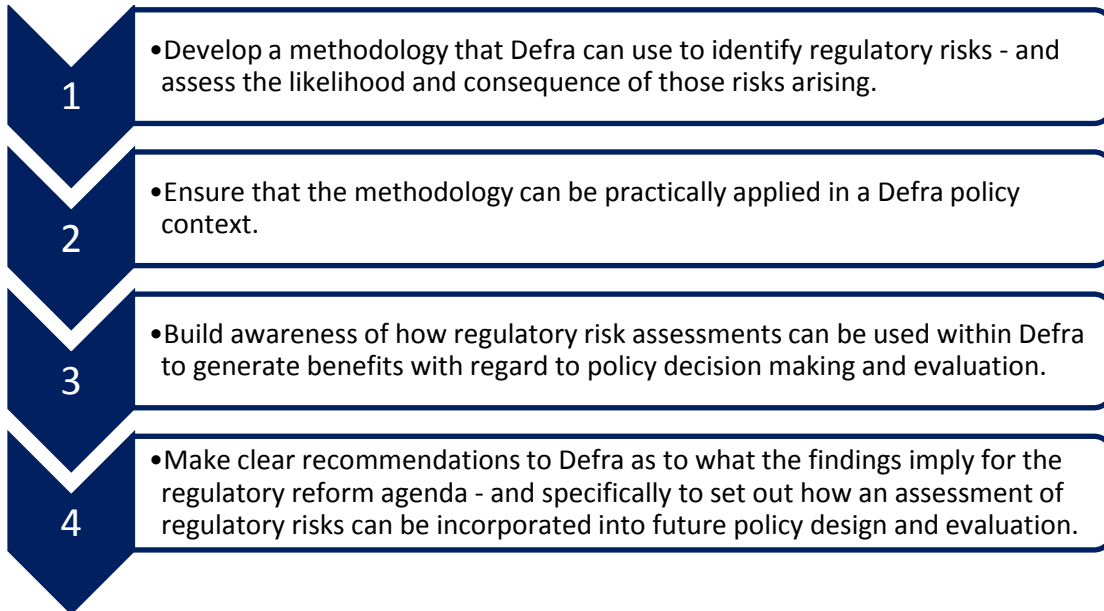 1
•Develop a methodology that Defra can use to identify regulatory risks - and
assess the likelihood and consequence of those risks arising.
2
•Ensure that the methodology can be practically applied in a Defra policy
context.
3
•Build awareness of how regulatory risk assessments can be used within Defra
to generate benefits with regard to policy decision making and evaluation.
4
•Make clear recommendations to Defra as to what the findings imply for the
regulatory reform agenda - and specifically to set out how an assessment of
regulatory risks can be incorporated into future policy design and evaluation.